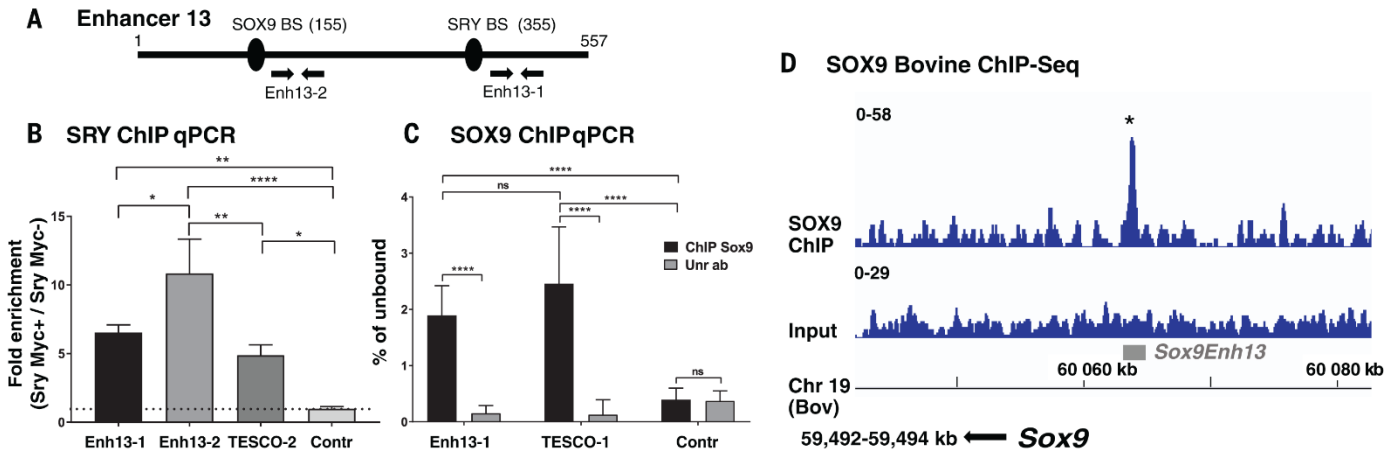 A Enhancer 13
SOX9 BS (155) SRY BS (355)
1 557
Enh13-2 Enh13-1
B SRY ChIP qPCR
**
****
* **
*
15
10
5
0
Fold enrichment
(Sry Myc+ / Sry Myc-)
Enh13-1 Enh13-2 TESCO-2 Contr
C SOX9 ChIP qPCR
****
ns
****
****
****
ns
4
3
2
1
0
% of unbound
ChIP Sox9
Unr ab
Enh13-1 TESCO-1 Contr
D SOX9 Bovine ChIP-Seq
0-58
*
SOX9
ChIP
0-29
Input
Sox9Enh13
60 060 kb 60 080 kb
Chr 19
(Bov)
59,492-59,494 kb Sox9